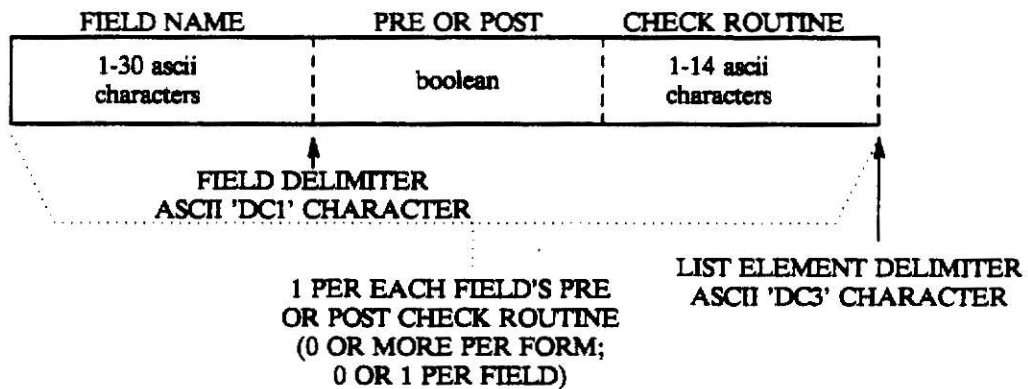 FIELD NAME PRE OR POST CHECK ROUTINE
1-30 ascii
characters
boolean
1-14 ascii
characters
FIELD DELIMITER
ASCII 'DC1' CHARACTER
LIST ELEMENT DELIMITER
ASCII 'DC3' CHARACTER
1 PER EACH FIELD'S PRE
OR POST CHECK ROUTINE
(0 OR MORE PER FORM;
0 OR 1 PER FIELD)